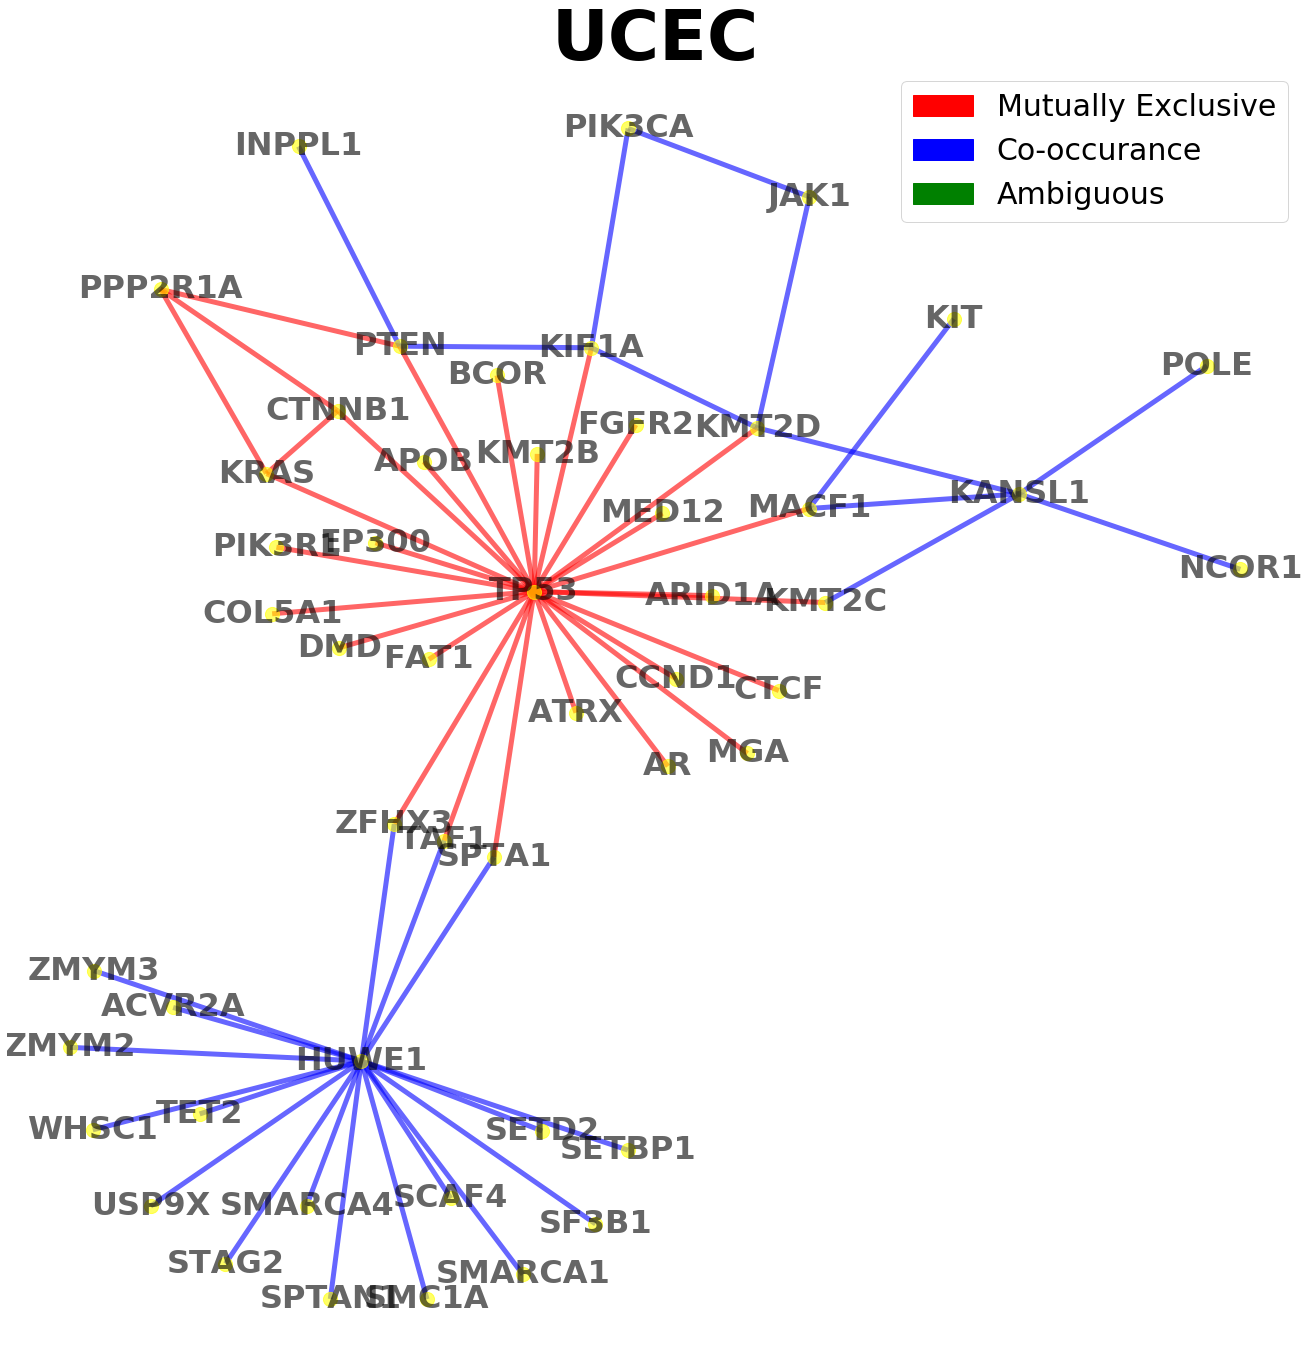 UCEC
Mutually Exclusive
Co-occurance
Ambiguous
PIK3CA
INPPL1
JAK1
PPP2R1A
KIT
PTEN
KIF1A
POLE
BCOR
CTNNB1
FGFR2
KMT2D
KMT2B
APOB
KRAS
KANSL1
MACF1
MED12
EP300
PIK3R1
NCOR1
TP53
ARID1A
KMT2C
COL5A1
DMD
FAT1
CCND1
CTCF
ATRX
MGA
AR
ZFHX3
TAF1
SPTA1
ZMYM3
ACVR2A
ZMYM2
HUWE1
TET2
WHSC1
SETD2
SETBP1
SCAF4
USP9X
SMARCA4
SF3B1
STAG2
SMARCA1
SPTAN1
SMC1A